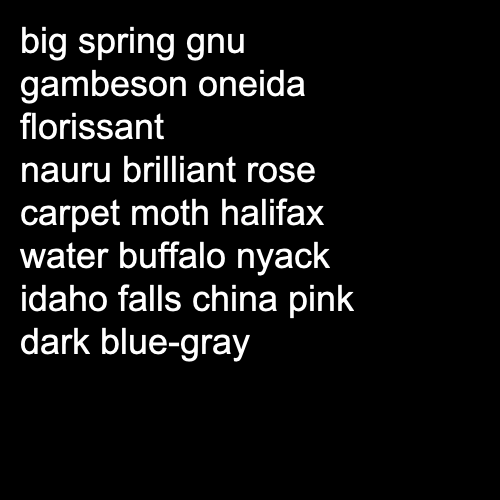 big spring gnu
gambeson oneida
florissant
nauru brilliant rose
carpet moth halifax
water buffalo nyack
idaho falls china pink
dark blue-gray